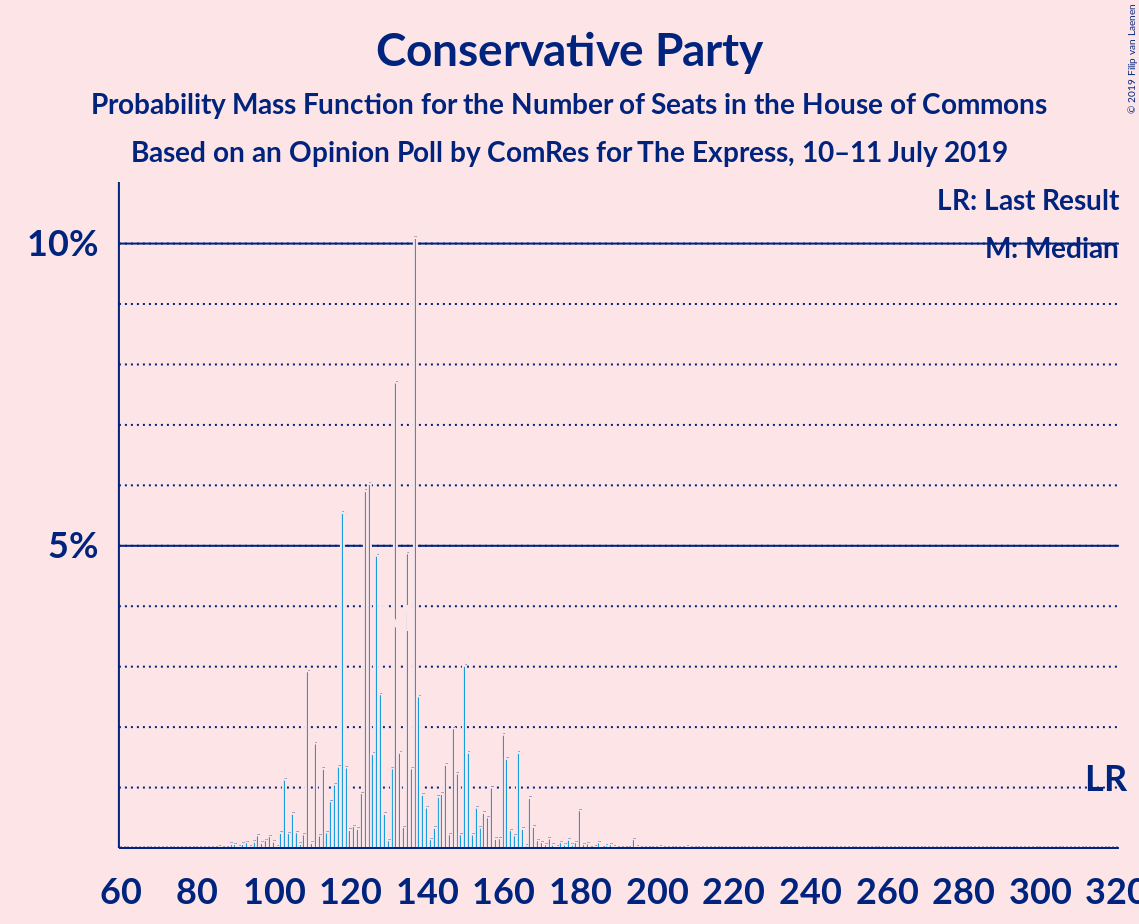 Conservative Party
Probability Mass Function for the Number of Seats in the House of Commons
Based on an Opinion Poll by ComRes for The Express, 10–11 July 2019
© 2019 Filip van Laenen
LR: Last Result
M: Median
10%
5%
LR
60 80 100 120 140 160 180 200 220 240 260 280 300 320